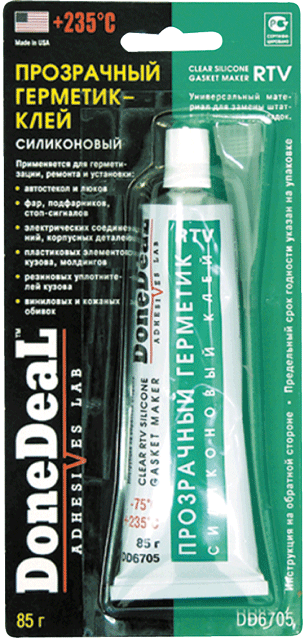 +235°C
Made in USA
ПРОЗРАЧНЫЙ
ГЕРМЕТИК-
КЛЕЙ
СИЛИКОНОВЫЙ
Применяется для гермети-
зации, ремонта и установки:
• автостекол и люков
• фар, подфарников,
стоп-сигналов
• электрических соедине-
ний, корпусных деталей
• пластиковых элементов
кузова, молдингов
• резиновых уплотните-
лей кузова
• виниловых и кожаных
обивок
CLEAR SILICONE
GASKET MAKER RTV
Универсальный мате-
риал для замены штат-
DoneDeaL™
ADHESIVES LAB
85 г
DoneDeaL
ADHESIVES LAB
CLEAR RTV SILICONE
GASKET MAKER
+235°C
85 г
DD6705
RTV
ПРОЗРАЧНЫЙ ГЕРМЕТИК
СИЛИКОНОВЫЙ КЛЕЙ
Инструкция на обратной стороне • Предельный срок годности указан на упаковке
DD6705